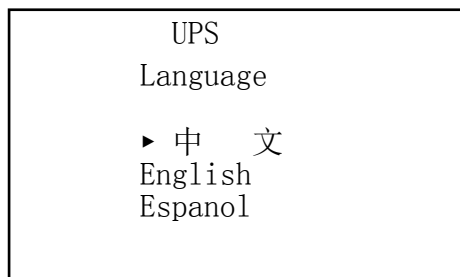 UPS
Language
▸ 中 文
English
Espanol